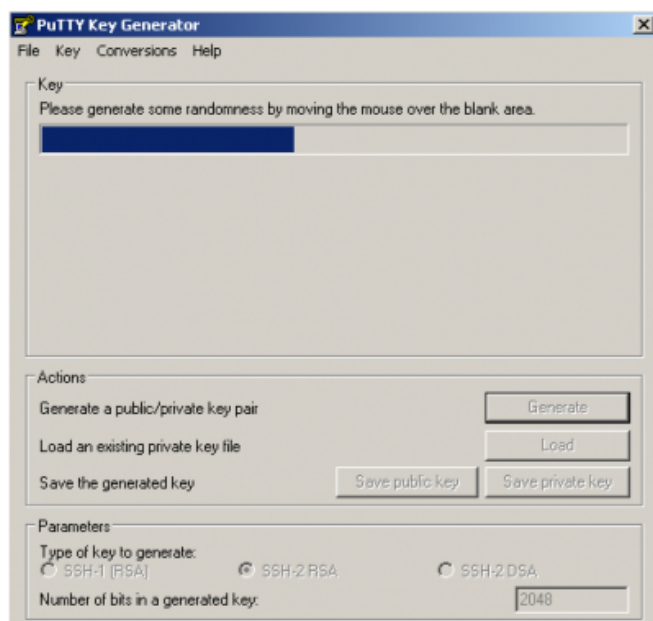 PuTTY Key Generator
File Key Conversions Help
Key
Please generate some randomness by moving the mouse over the blank area.
Actions
Generate a public/private key pair Generate
Load an existing private key file Load
Save the generated key Save public key Save private key
Parameters
Type of key to generate:
SSH-1 (RSA) SSH-2 RSA SSH-2 DSA
Number of bits in a generated key: 2048